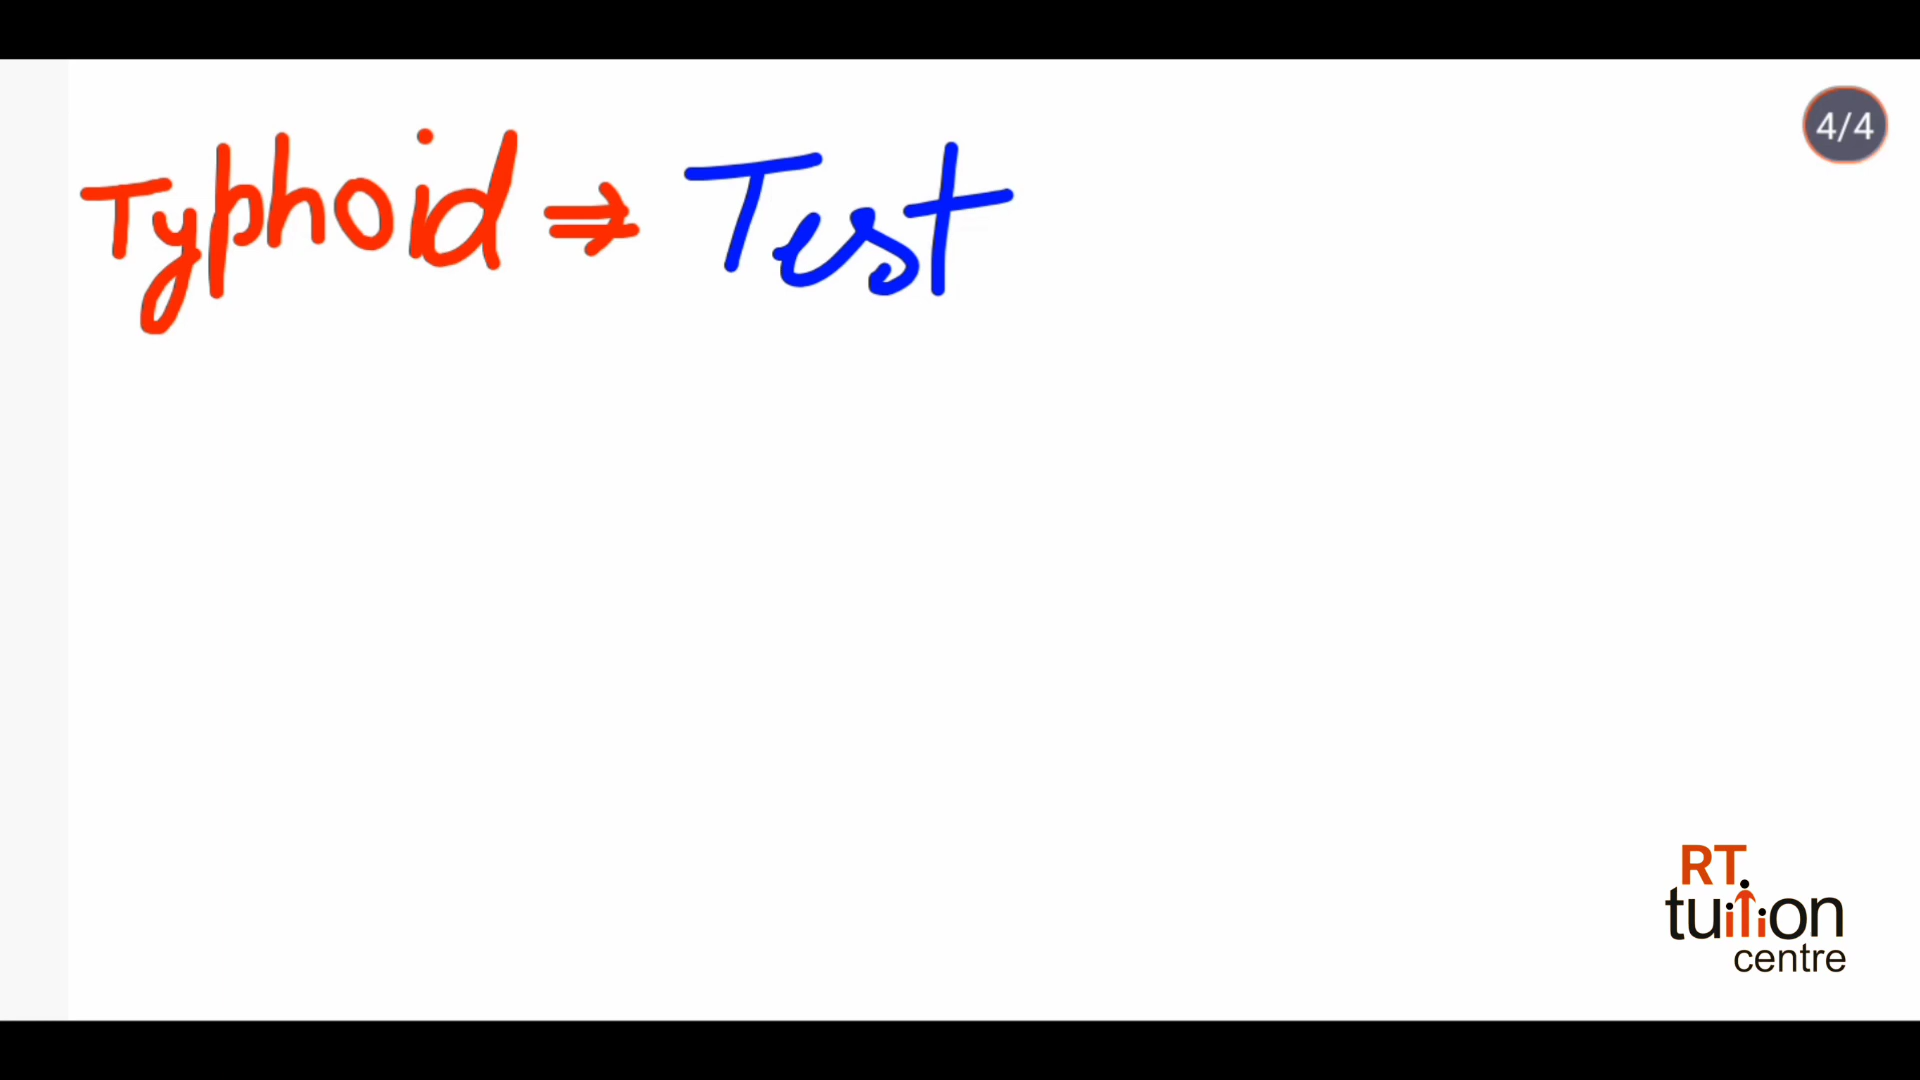 Typhoid ⇒ Test
4/4
RT
tuition
centre